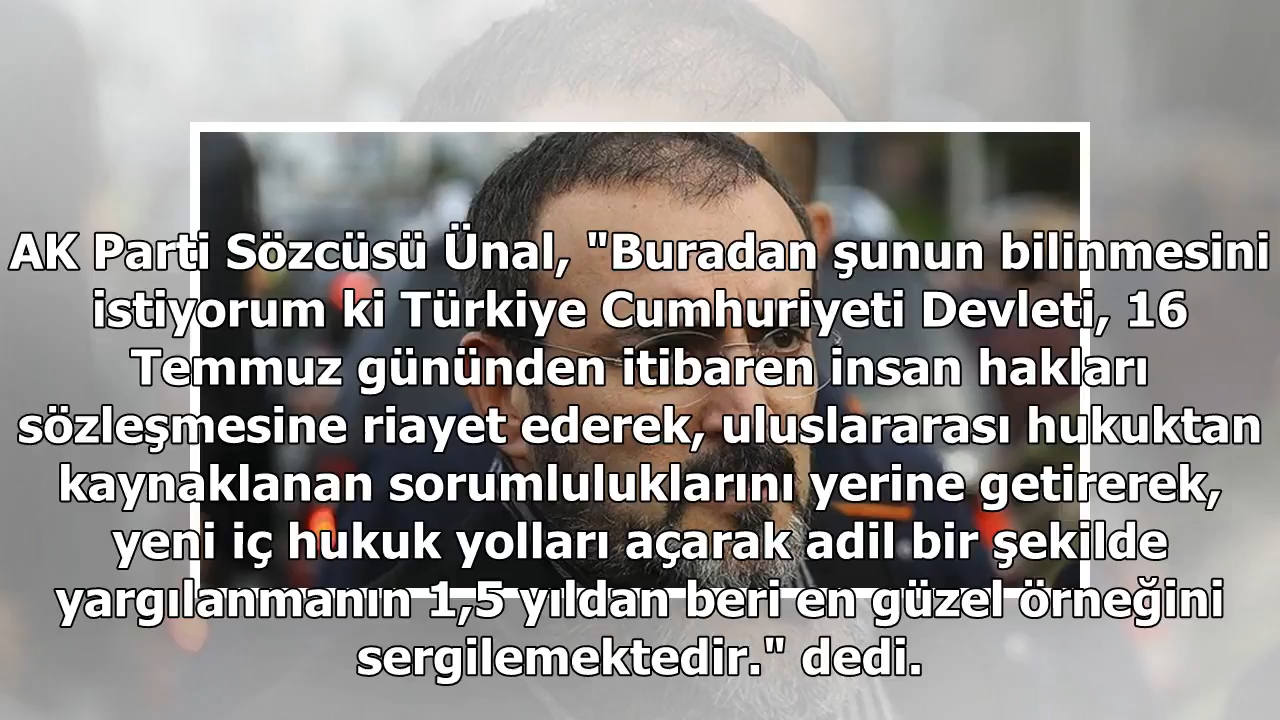 AK Parti Sözcüsü Ünal, "Buradan şunun bilinmesini
istiyorum ki Türkiye Cumhuriyeti Devleti, 16
Temmuz gününden itibaren insan hakları
sözleşmesine riayet ederek, uluslararası hukuktan
kaynaklanan sorumluluklarını yerine getirerek,
yeni iç hukuk yolları açarak adil bir şekilde
yargılanmanın 1,5 yıldan beri en güzel örneğini
sergilemektedir." dedi.